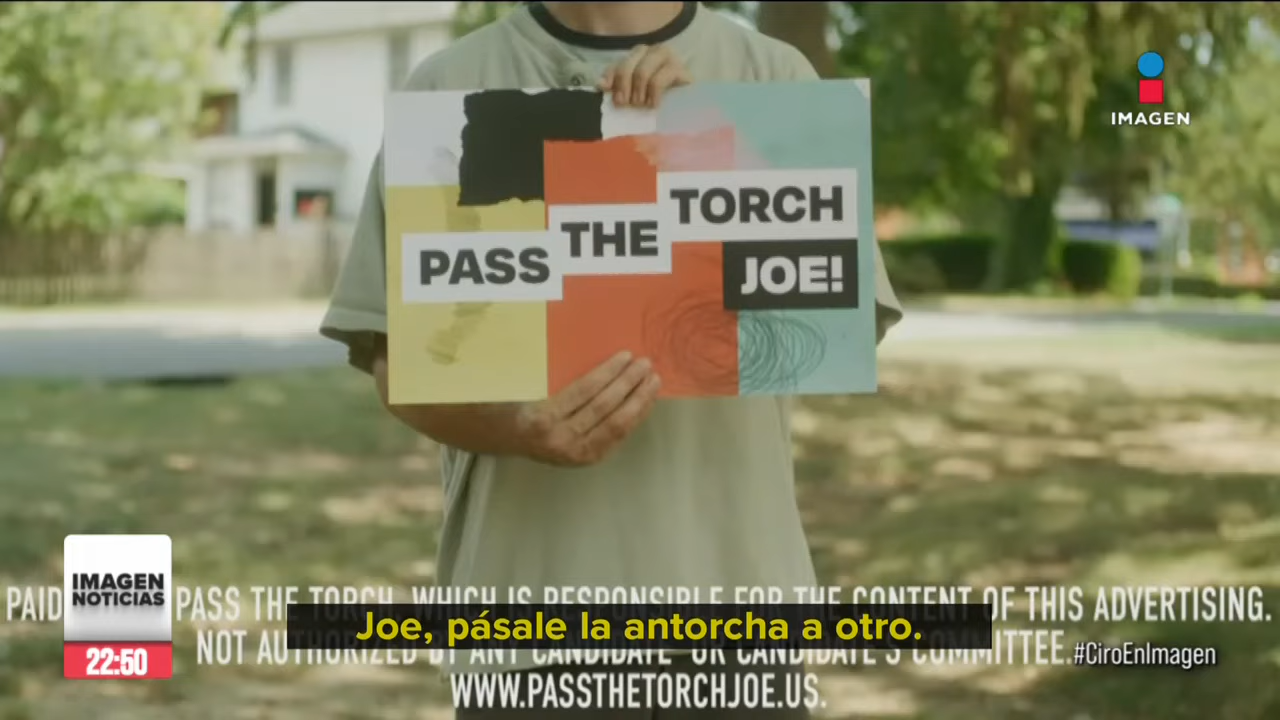 IMAGEN
PASS THE TORCH
JOE!
IMAGEN
NOTICIAS
22:50
PAID PASS THE TORCH, WHICH IS RESPONSIBLE FOR THE CONTENT OF THIS ADVERTISING.
Joe, pásale la antorcha a otro.
NOT AUTHORIZED BY ANY CANDIDATE OR CANDIDATE'S COMMITTEE.
#CiroEnImagen
WWW.PASSTHETORCHJOE.US.